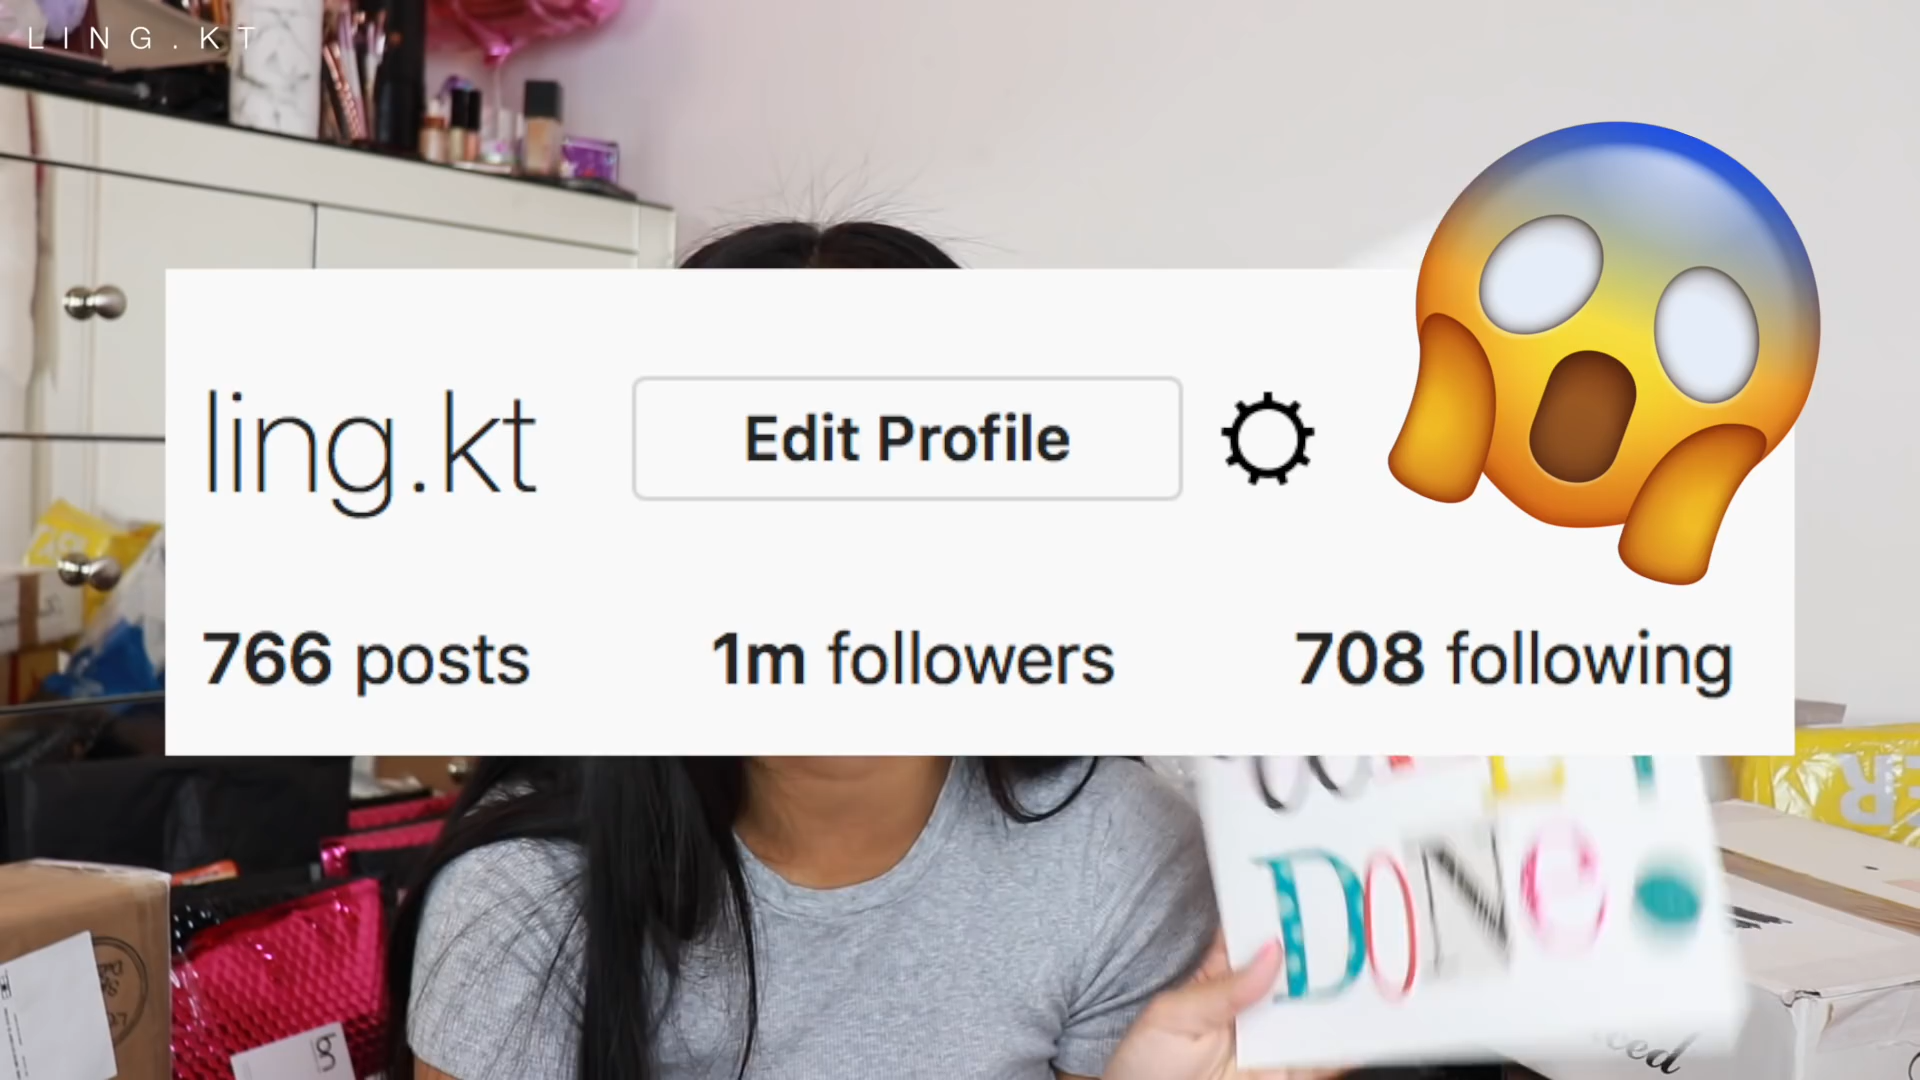 LING.KT
ling.kt Edit Profile
766 posts 1m followers 708 following
DONe